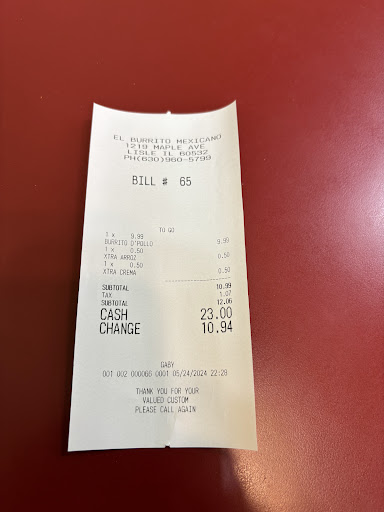 EL BURRITO MEXICANO
1219 MAPLE AVE
LISLE IL 60532
PH(630)960-5799
BILL # 65
TO GO
1 x 9.99
BURRITO D'POLLO 9.99
1 x 0.50
XTRA ARROZ 0.50
1 x 0.50
XTRA CREMA 0.50
SUBTOTAL 10.99
TAX 1.07
SUBTOTAL 12.06
CASH 23.00
CHANGE 10.94
GABY
001 002 000066 0001 05/24/2024 22:28
THANK YOU FOR YOUR
VALUED CUSTOM
PLEASE CALL AGAIN